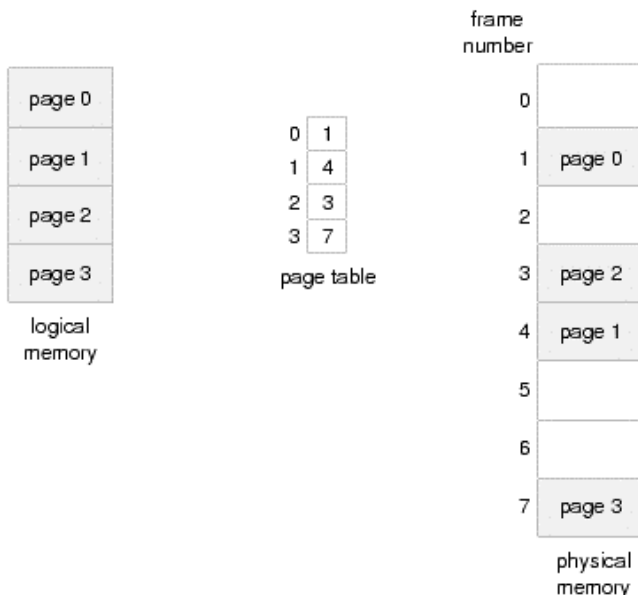 page 0
page 1
page 2
page 3
logical
memory
0 1
1 4
2 3
3 7
page table
frame
number
0
1 page 0
2
3 page 2
4 page 1
5
6
7 page 3
physical
memory